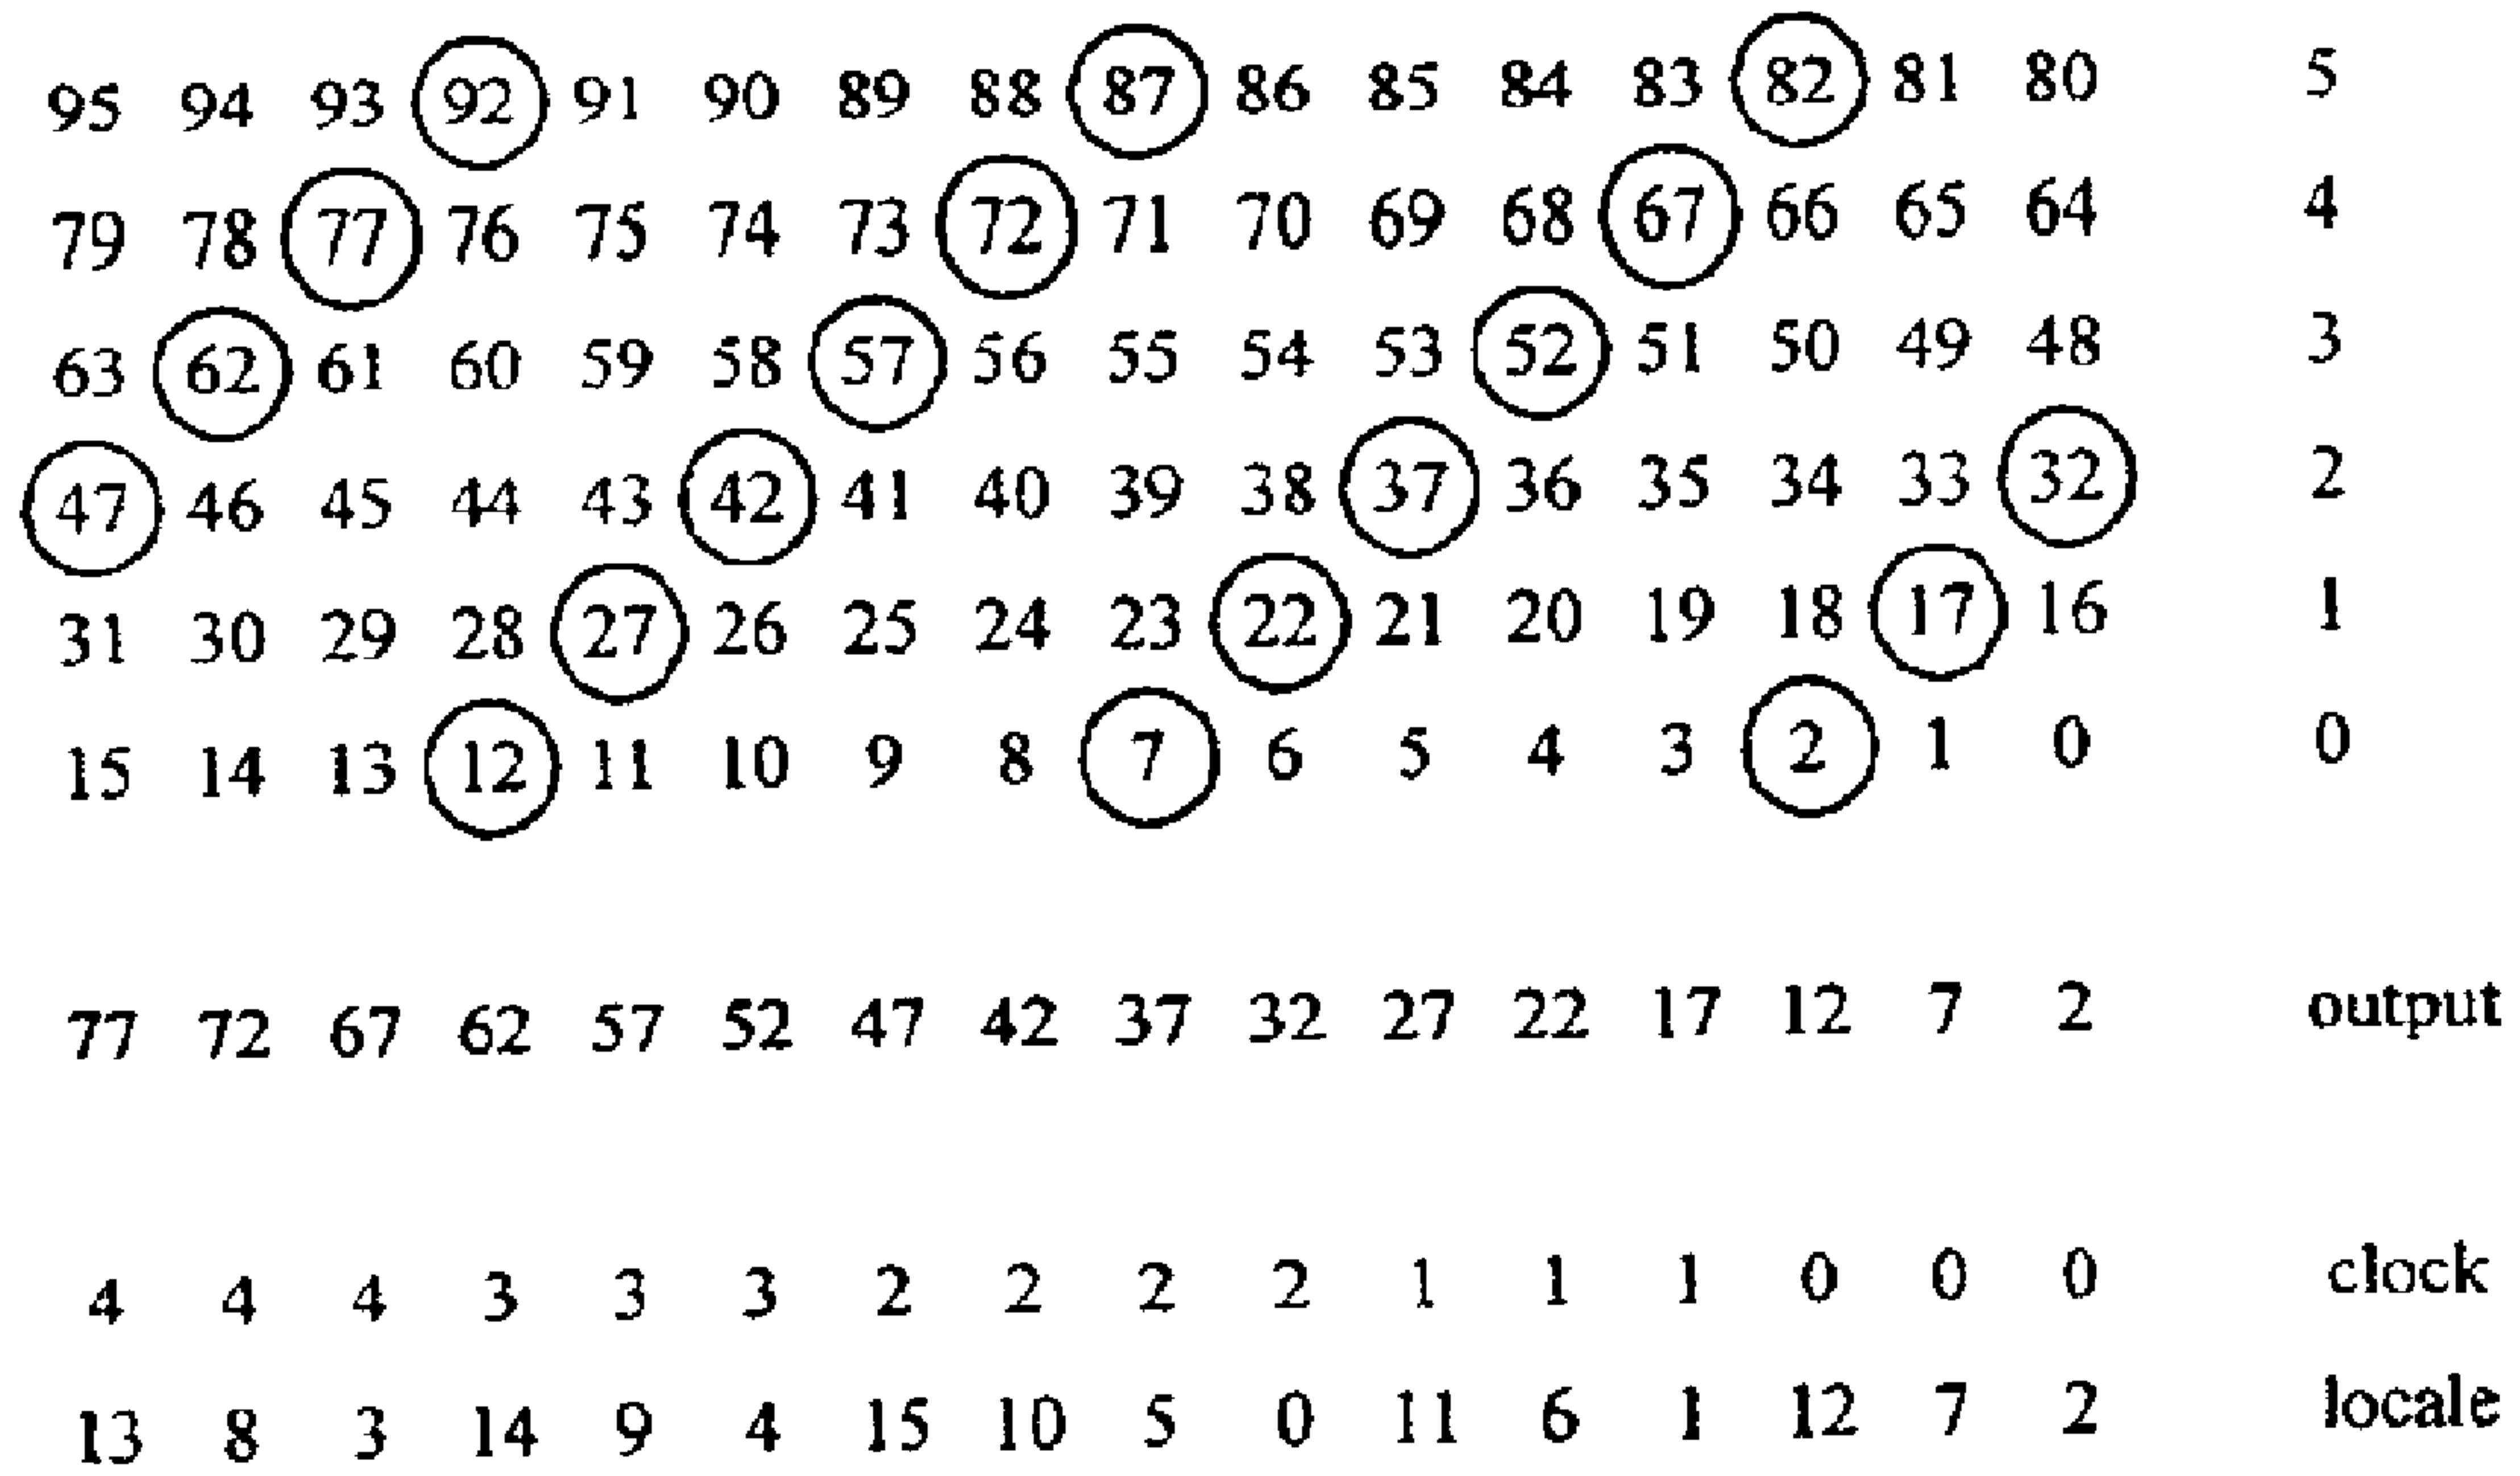 95 94 93 92 91 90 89 88 87 86 85 84 83 82 81 80 5
79 78 77 76 75 74 73 72 71 70 69 68 67 66 65 64 4
63 62 61 60 59 58 57 56 55 54 53 52 51 50 49 48 3
47 46 45 44 43 42 41 40 39 38 37 36 35 34 33 32 2
31 30 29 28 27 26 25 24 23 22 21 20 19 18 17 16 1
15 14 13 12 11 10 9 8 7 6 5 4 3 2 1 0 0
77 72 67 62 57 52 47 42 37 32 27 22 17 12 7 2 output
4 4 4 3 3 3 2 2 2 2 1 1 1 0 0 0 clock
13 8 3 14 9 4 15 10 5 0 11 6 1 12 7 2 locale